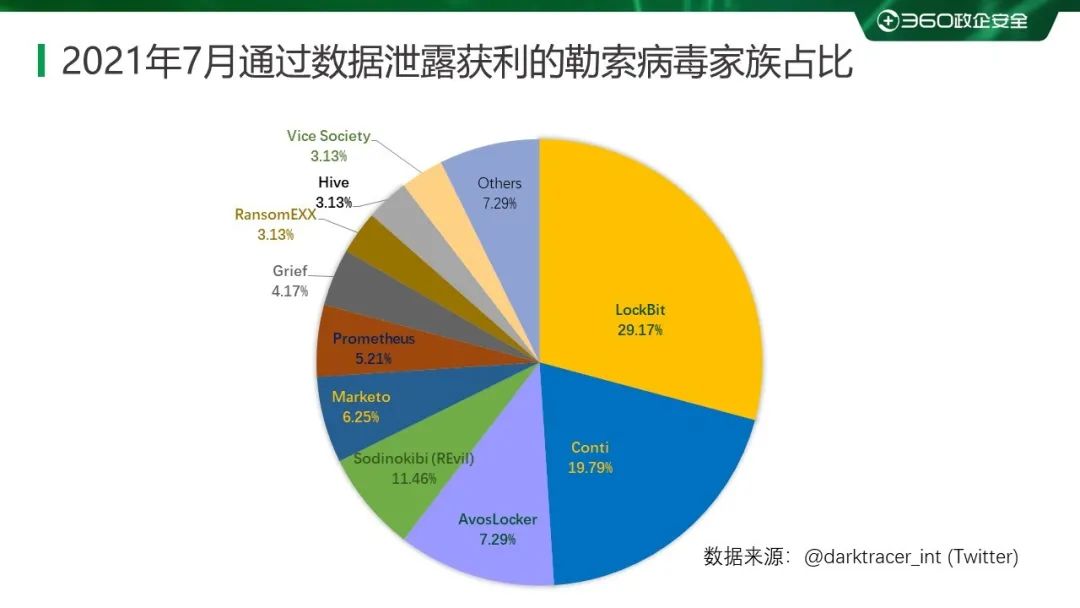 360政企安全
2021年7月通过数据泄露获利的勒索病毒家族占比
Vice Society
3.13%
Hive
3.13%
RansomEXX
3.13%
Grief
4.17%
Prometheus
5.21%
Marketo
6.25%
Sodinokibi (REvil)
11.46%
AvosLocker
7.29%
Others
7.29%
LockBit
29.17%
Conti
19.79%
数据来源：@darktracer_int (Twitter)